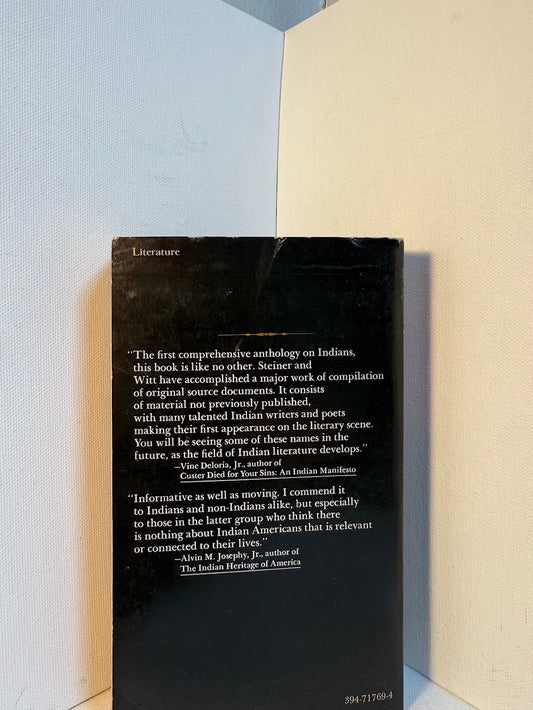 Literature
"The first comprehensive anthology on Indians,
this book is like no other. Steiner and
Witt have accomplished a major work of compilation
of original source documents. It consists
of material not previously published,
with many talented Indian writers and poets
making their first appearance on the literary scene.
You will be seeing some of these names in the
future, as the field of Indian literature develops."
—Vine Deloria, Jr., author of
Custer Died for Your Sins: An Indian Manifesto
"Informative as well as moving. I commend it
to Indians and non-Indians alike, but especially
to those in the latter group who think there
is nothing about Indian Americans that is relevant
or connected to their lives."
—Alvin M. Josephy, Jr., author of
The Indian Heritage of America
394-71769-4